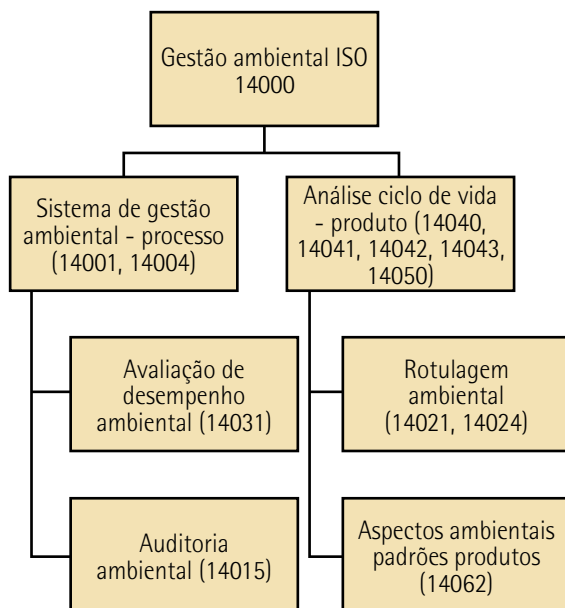 Gestão ambiental ISO
14000
Sistema de gestão
ambiental - processo
(14001, 14004)
Análise ciclo de vida
- produto (14040,
14041, 14042, 14043,
14050)
Avaliação de
desempenho
ambiental (14031)
Rotulagem
ambiental
(14021, 14024)
Auditoria
ambiental (14015)
Aspectos ambientais
padrões produtos
(14062)